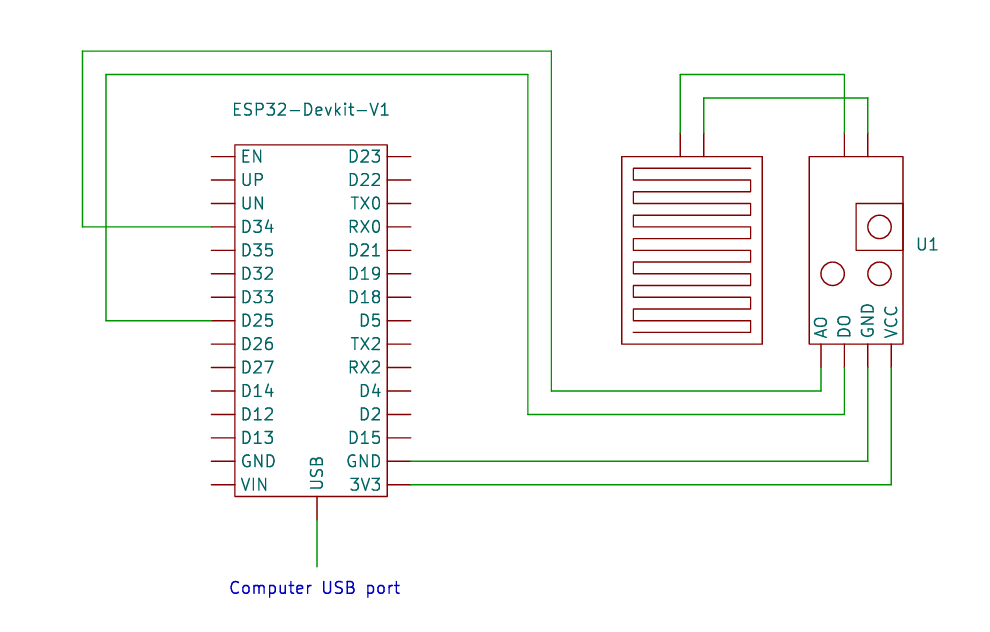 ESP32-Devkit-V1
EN D23
UP D22
UN TX0
D34 RX0
D35 D21
D32 D19
D33 D18
D25 D5
D26 TX2
D27 RX2
D14 D4
D12 D2
D13 D15
GND GND
VIN 3V3
USB
Computer USB port
U1
AO
DO
GND
VCC